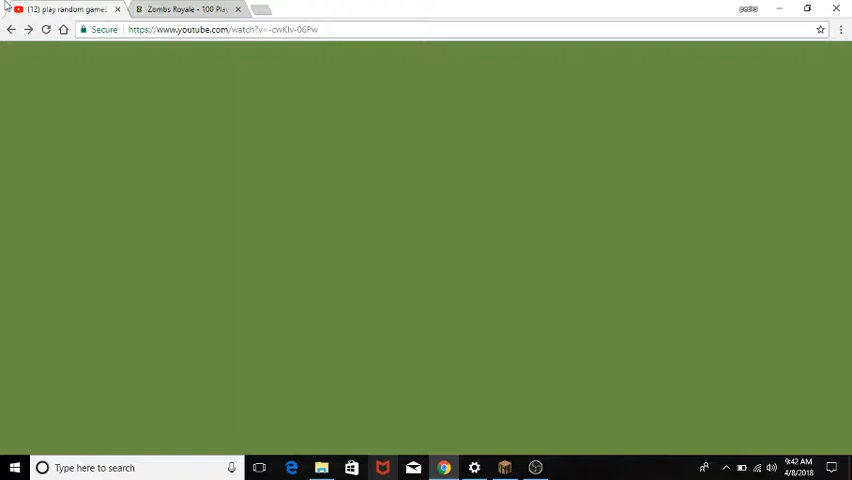 (12) play random games
Zombs Royale - 100 Play
pedro
Secure
https://www.youtube.com/watch?v=-cwKlv-06Pw
Type here to search
9:42 AM
4/8/2018